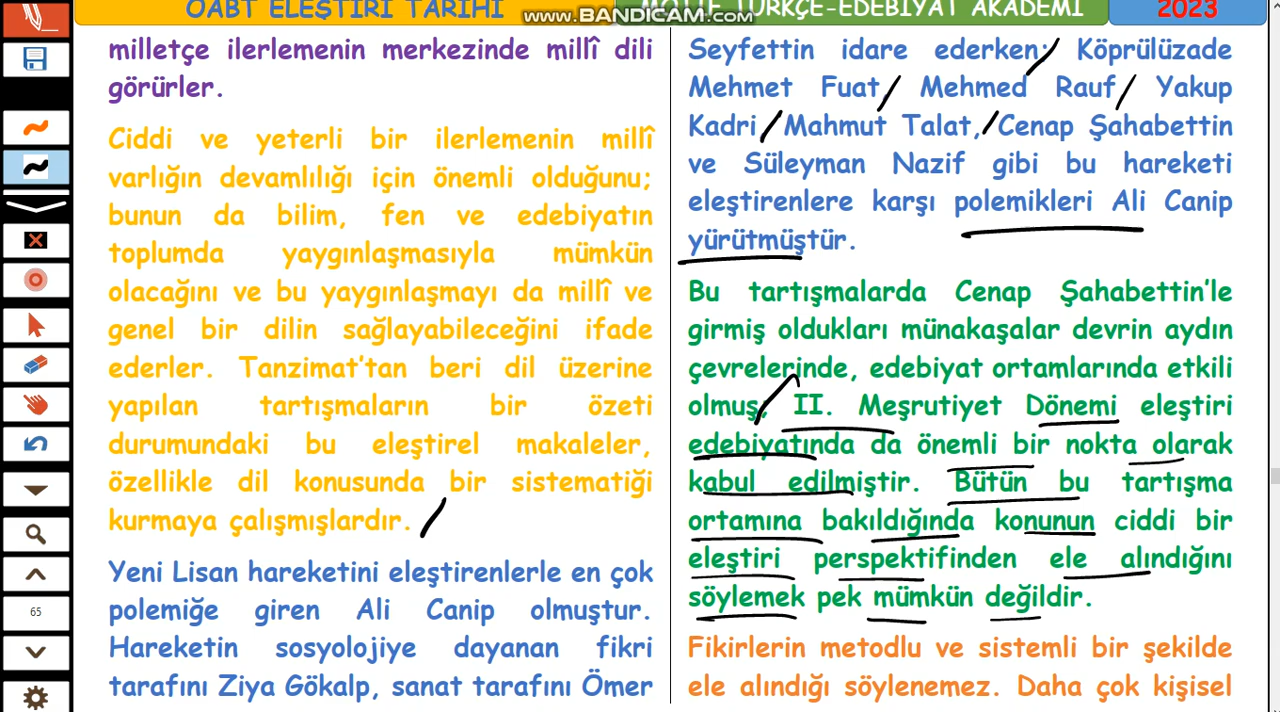 ÖABT ELEŞTİRİ TARİHİ
www.BANDICAM.com
TÜRKÇE-EDEBİYAT AKADEMİ
2023
milletçe ilerlemenin merkezinde millî dili
görürler.
Ciddi ve yeterli bir ilerlemenin millî
varlığın devamlılığı için önemli olduğunu;
bunun da bilim, fen ve edebiyatın
toplumda yaygınlaşmasıyla mümkün
olacağını ve bu yaygınlaşmayı da millî ve
genel bir dilin sağlayabileceğini ifade
ederler. Tanzimat’tan beri dil üzerine
yapılan tartışmaların bir özeti
durumundaki bu eleştirel makaleler,
özellikle dil konusunda bir sistematiği
kurmaya çalışmışlardır.
Yeni Lisan hareketini eleştirenlerle en çok
polemiğe giren Ali Canip olmuştur.
Hareketin sosyolojiye dayanan fikri
tarafını Ziya Gökalp, sanat tarafını Ömer
Seyfettin idare ederken; Köprülüzade
Mehmet Fuat, Mehmed Rauf, Yakup
Kadri, Mahmut Talat, Cenap Şahabettin
ve Süleyman Nazif gibi bu hareketi
eleştirenlere karşı polemikleri Ali Canip
yürütmüştür.
Bu tartışmalarda Cenap Şahabettin’le
girmiş oldukları münakaşalar devrin aydın
çevrelerinde, edebiyat ortamlarında etkili
olmuş, II. Meşrutiyet Dönemi eleştiri
edebiyatında da önemli bir nokta olarak
kabul edilmiştir. Bütün bu tartışma
ortamına bakıldığında konunun ciddi bir
eleştiri perspektifinden ele alındığını
söylemek pek mümkün değildir.
Fikirlerin metodlu ve sistemli bir şekilde
ele alındığı söylenemez. Daha çok kişisel
65